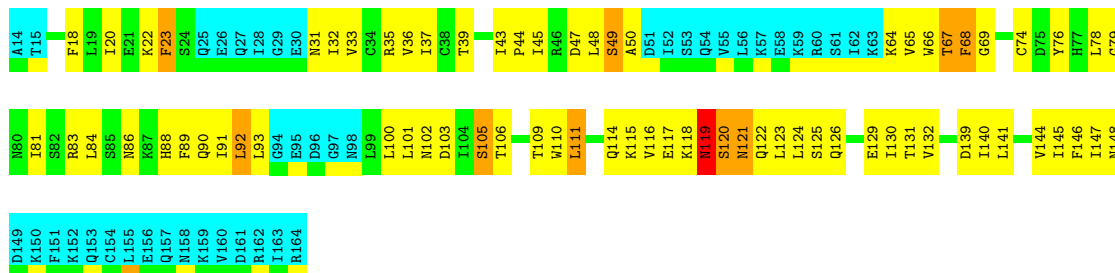 A14 T15 F18 L19 I20 E21 K22 F23 S24 Q25 E26 Q27 I28 G29 E30 N31 I32 V33 C34 R35 V36 I37 C38 T39 I43 P44 I45 R46 D47 L48 S49 A50 D51 I52 S53 Q54 V55 L56 K57 E58 K59 R60 S61 I62 K63 K64 V65 W66 T67 F68 G69 C74 D75 Y76 H77 L78 G79
N80 I81 S82 R83 L84 S85 N86 K87 H88 F89 Q90 I91 L92 L93 G94 E95 D96 G97 N98 L99 L100 L101 N102 D103 I104 S105 T106 T109 W110 L111 Q114 K115 V116 E117 K118 N119 S120 N121 Q122 L123 L124 S125 Q126 E129 I130 T131 V132 D139 I140 L141 V144 I145 F146 I147 N148
D149 K150 F151 K152 Q153 C154 L155 E156 Q157 N158 K159 V160 D161 R162 I163 R164